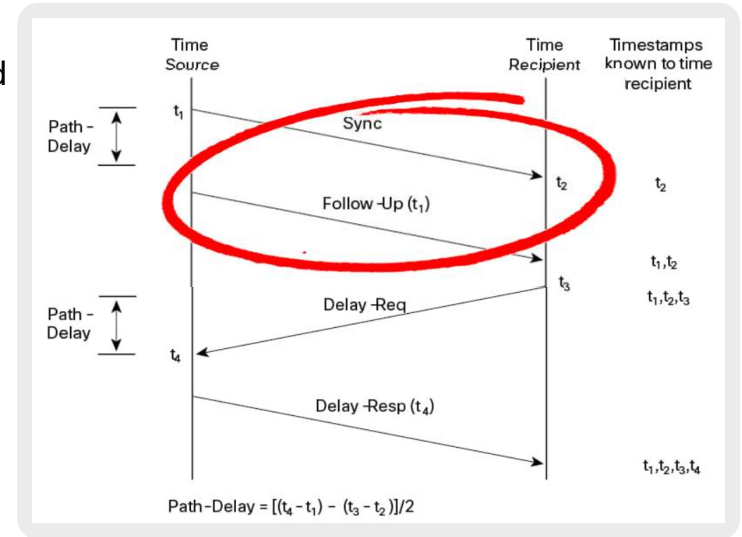 d
Time
Source
Time
Recipient
Timestamps
known to time
recipient
t₁
Path -
Delay
Sync
t₂
t₂
Follow -Up (t₁)
t₁,t₂
t₃
t₁,t₂,t₃
Delay -Req
Path -
Delay
t₄
Delay -Resp (t₄)
t₁,t₂,t₃,t₄
Path-Delay = [(t₄-t₁) - (t₃-t₂)]/2